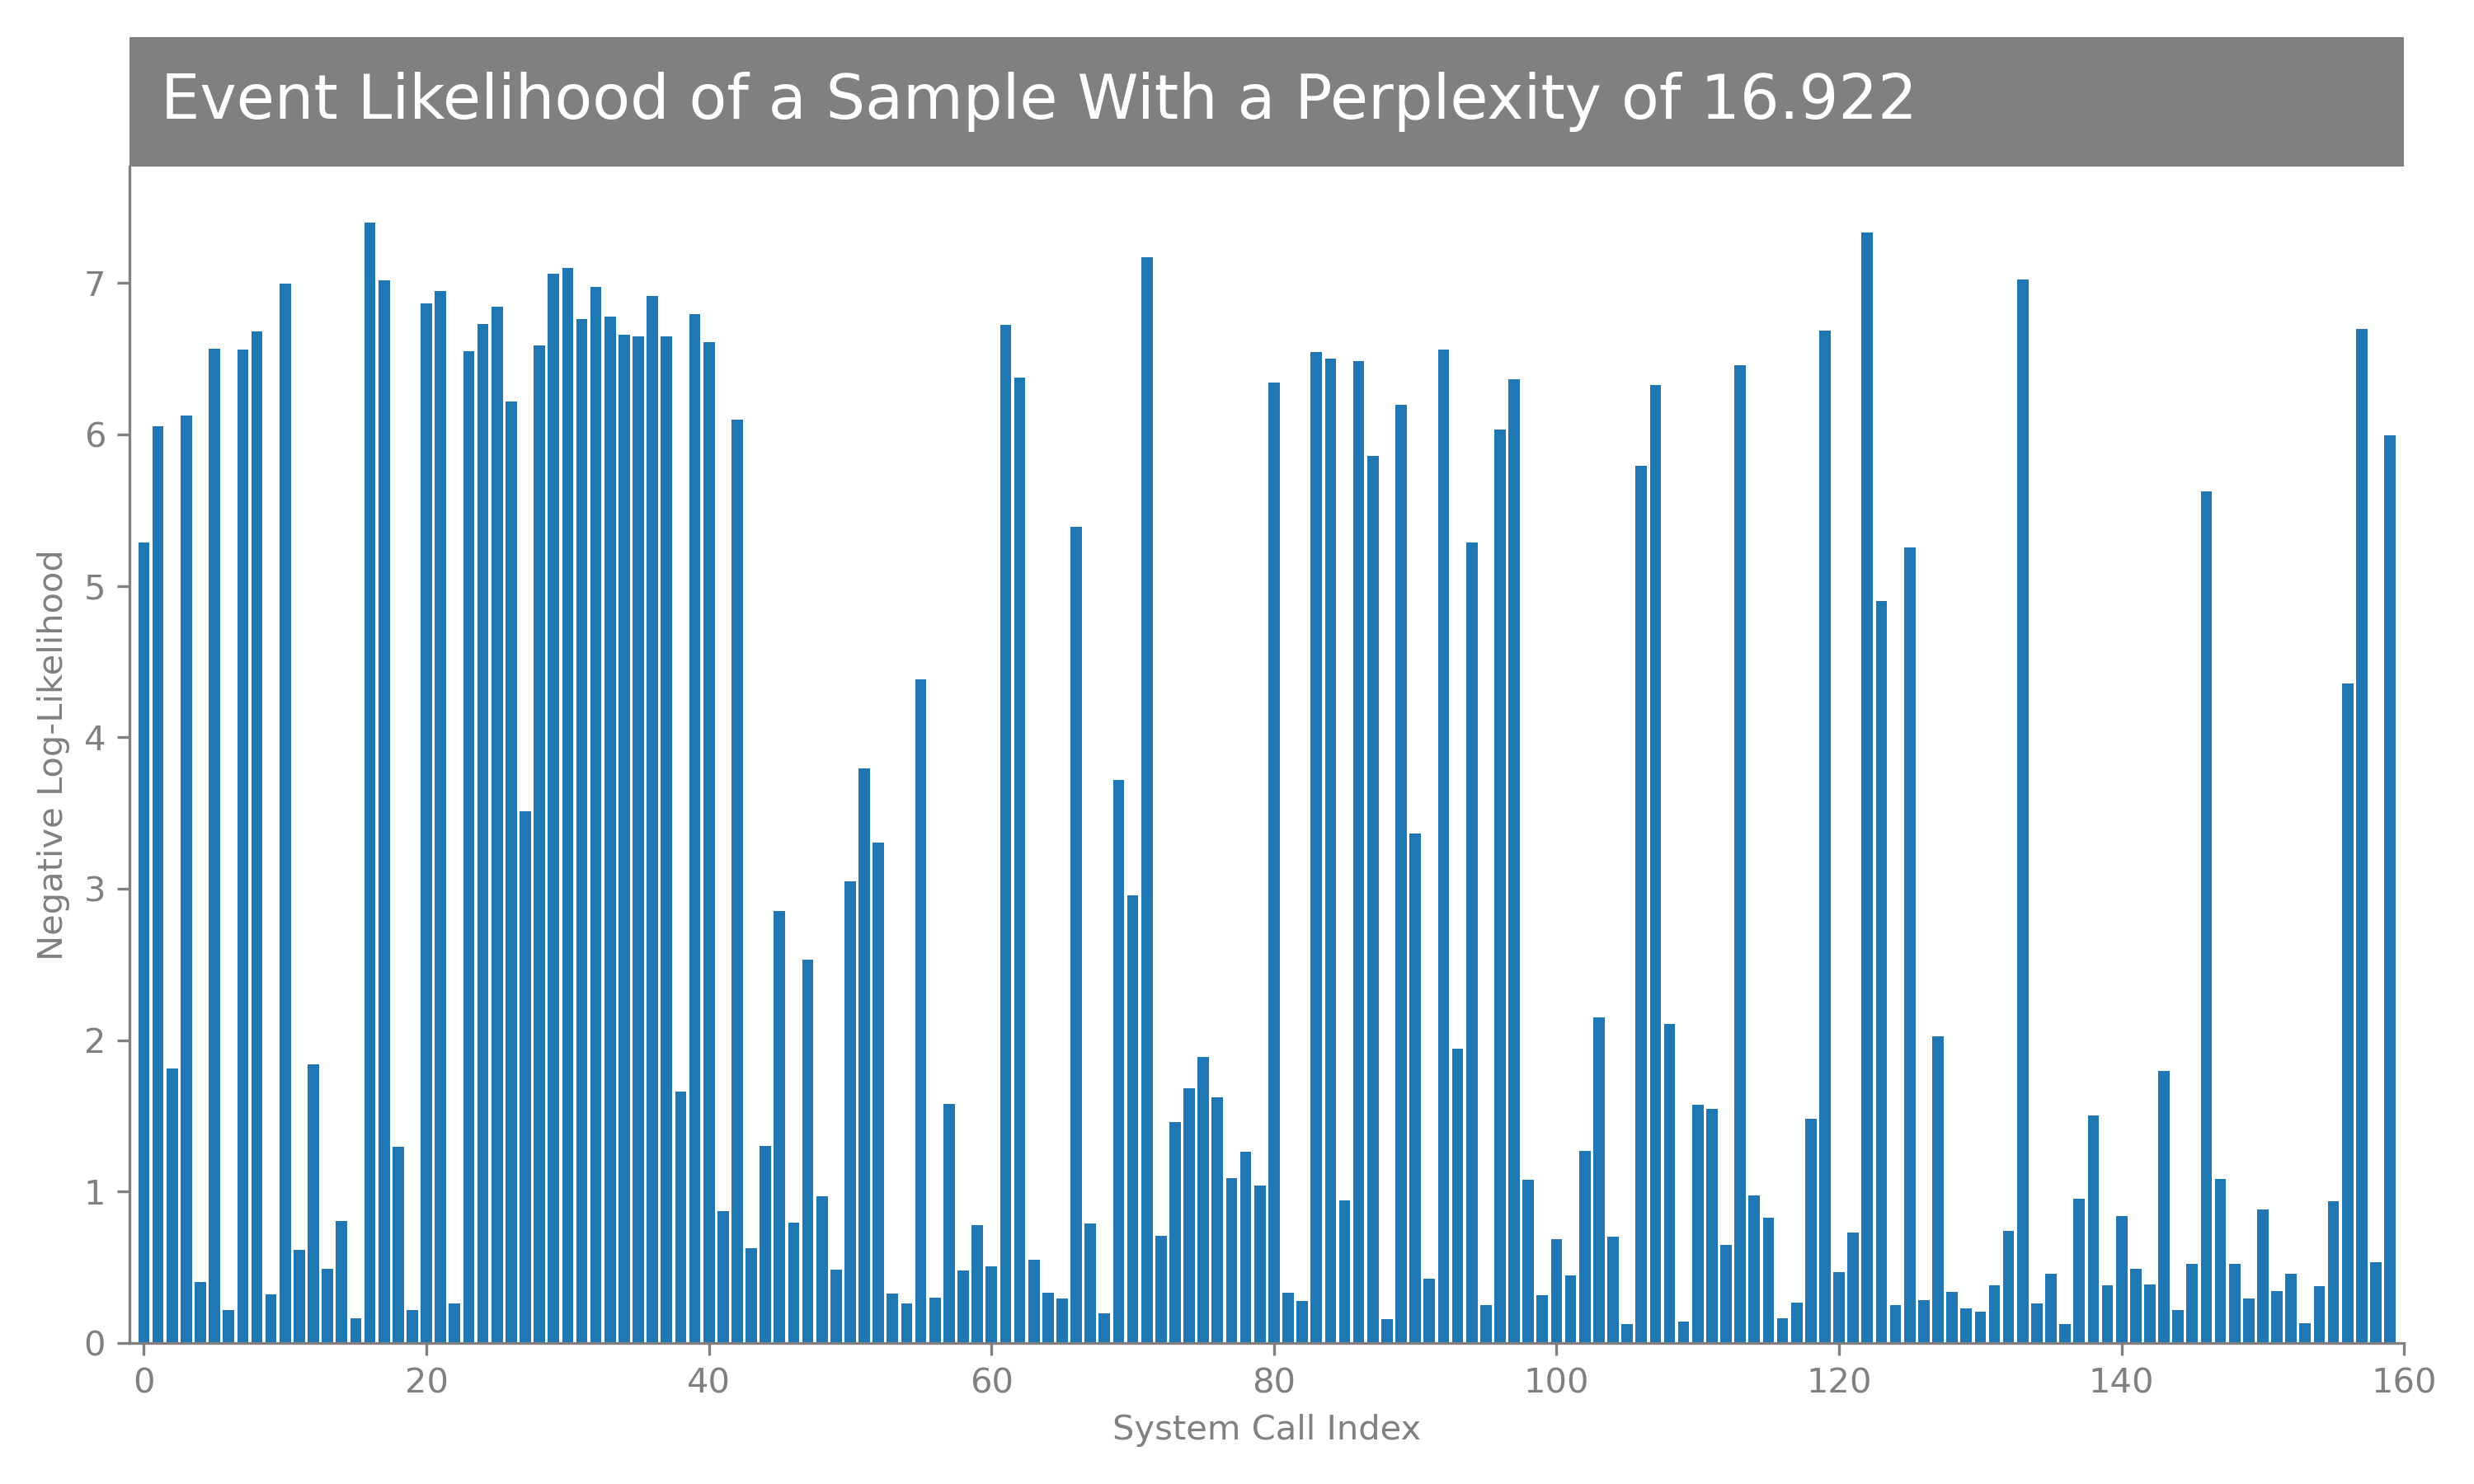 Event Likelihood of a Sample With a Perplexity of 16.922
7
6
5
4
3
2
1
0
Negative Log-Likelihood
0 20 40 60 80 100 120 140 160
System Call Index